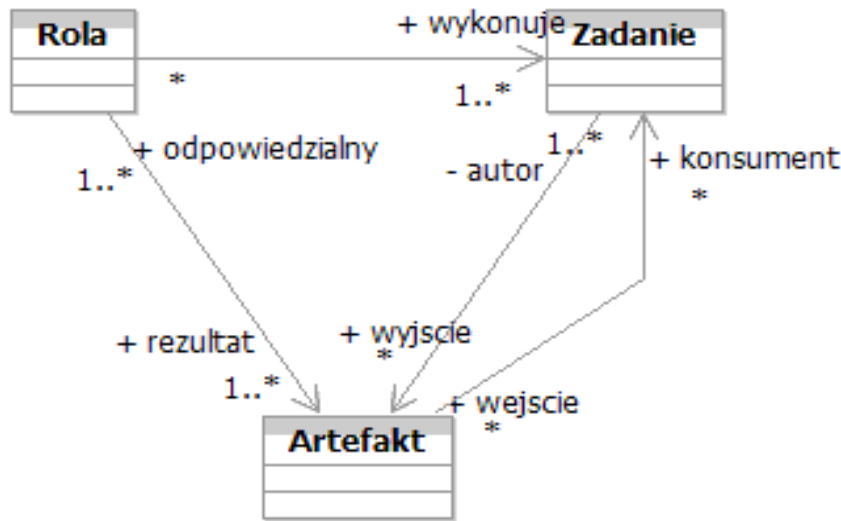 Rola
+ wykonuje
Zadanie
*
1..*
+ odpowiedzialny
1..*
- autor
1..*
+ konsument
*
+ rezultat
1..*
+ wyjscie
*
+ wejscie
*
Artefakt